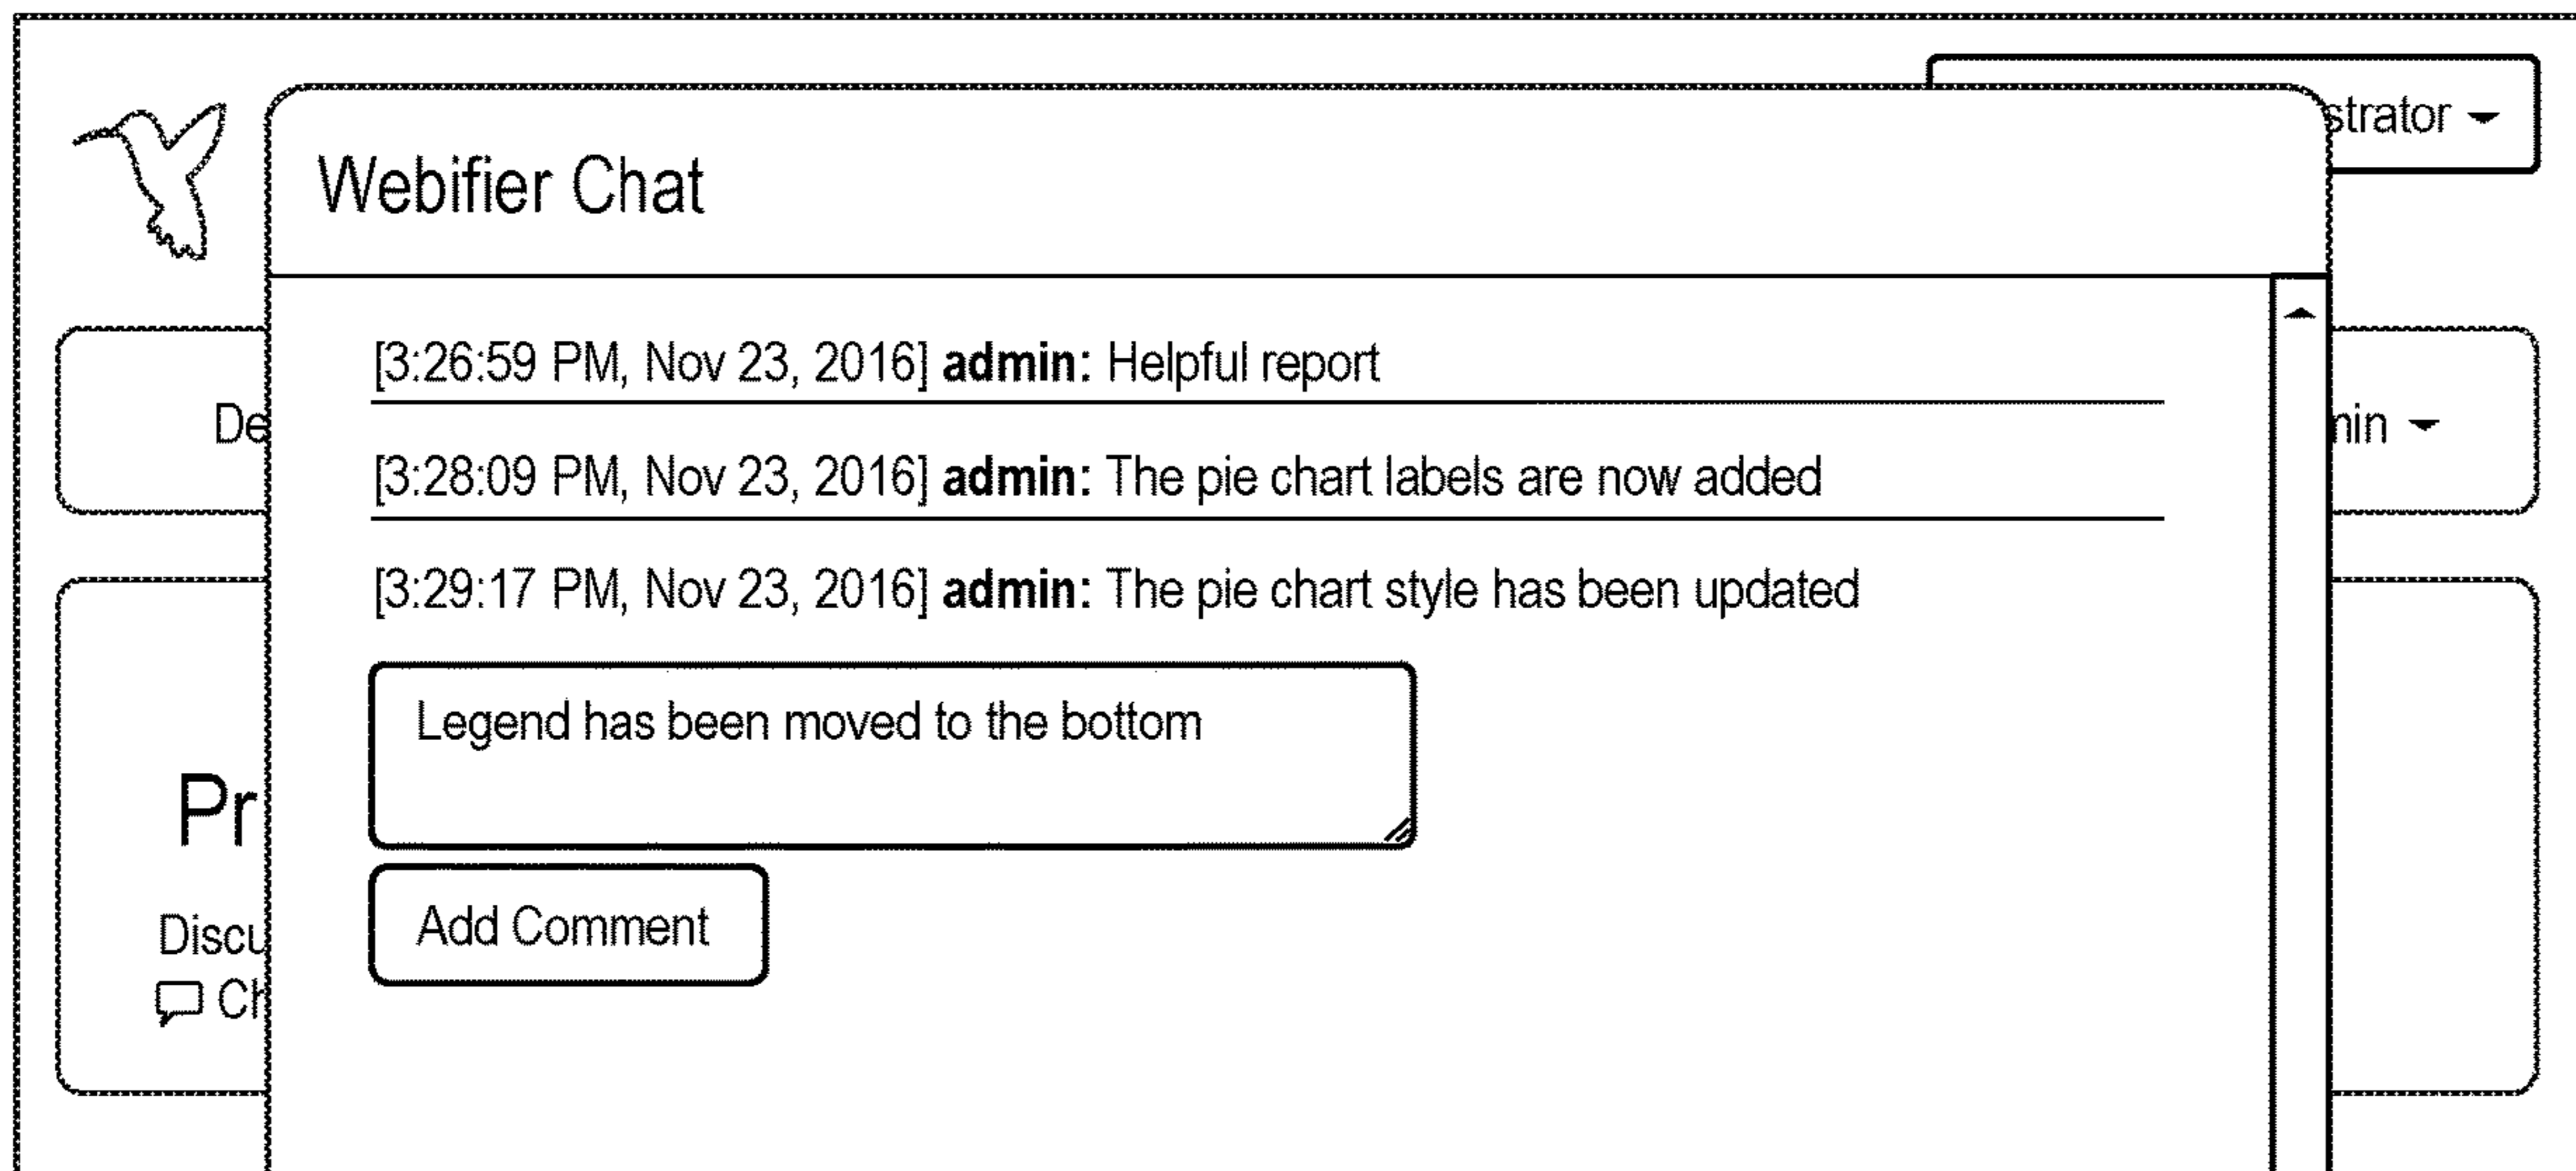 strator
Webifier Chat
[3:26:59 PM, Nov 23, 2016] admin: Helpful report
De
min
[3:28:09 PM, Nov 23, 2016] admin: The pie chart labels are now added
[3:29:17 PM, Nov 23, 2016] admin: The pie chart style has been updated
Legend has been moved to the bottom
Pr
Add Comment
Discu
Ch